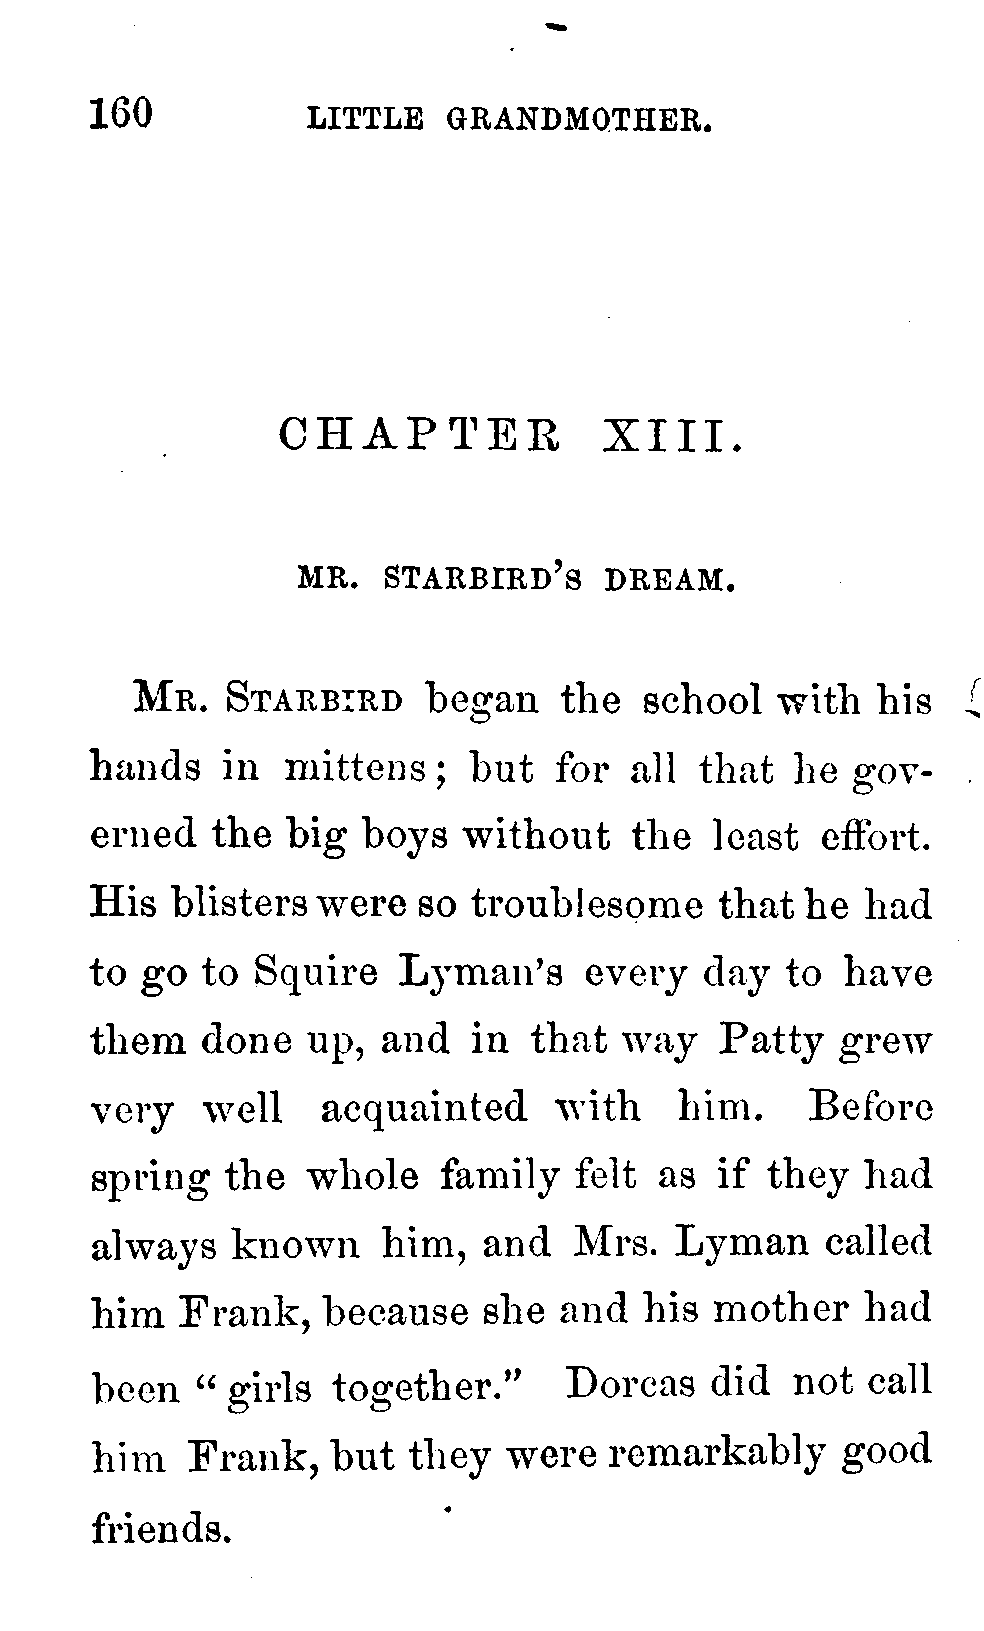 160 LITTLE GRANDMOTHER.
CHAPTER XIII.
MR. STARBIRD'S DREAM.
MR. STARBIRD began the school with his
hands in mittens; but for all that he gov-
erned the big boys without the least effort.
His blisters were so troublesome that he had
to go to Squire Lyman's every day to have
them done up, and in that way Patty grew
very well acquainted with him. Before
spring the whole family felt as if they had
always known him, and Mrs. Lyman called
him Frank, because she and his mother had
been “girls together.” Dorcas did not call
him Frank, but they were remarkably good
friends.